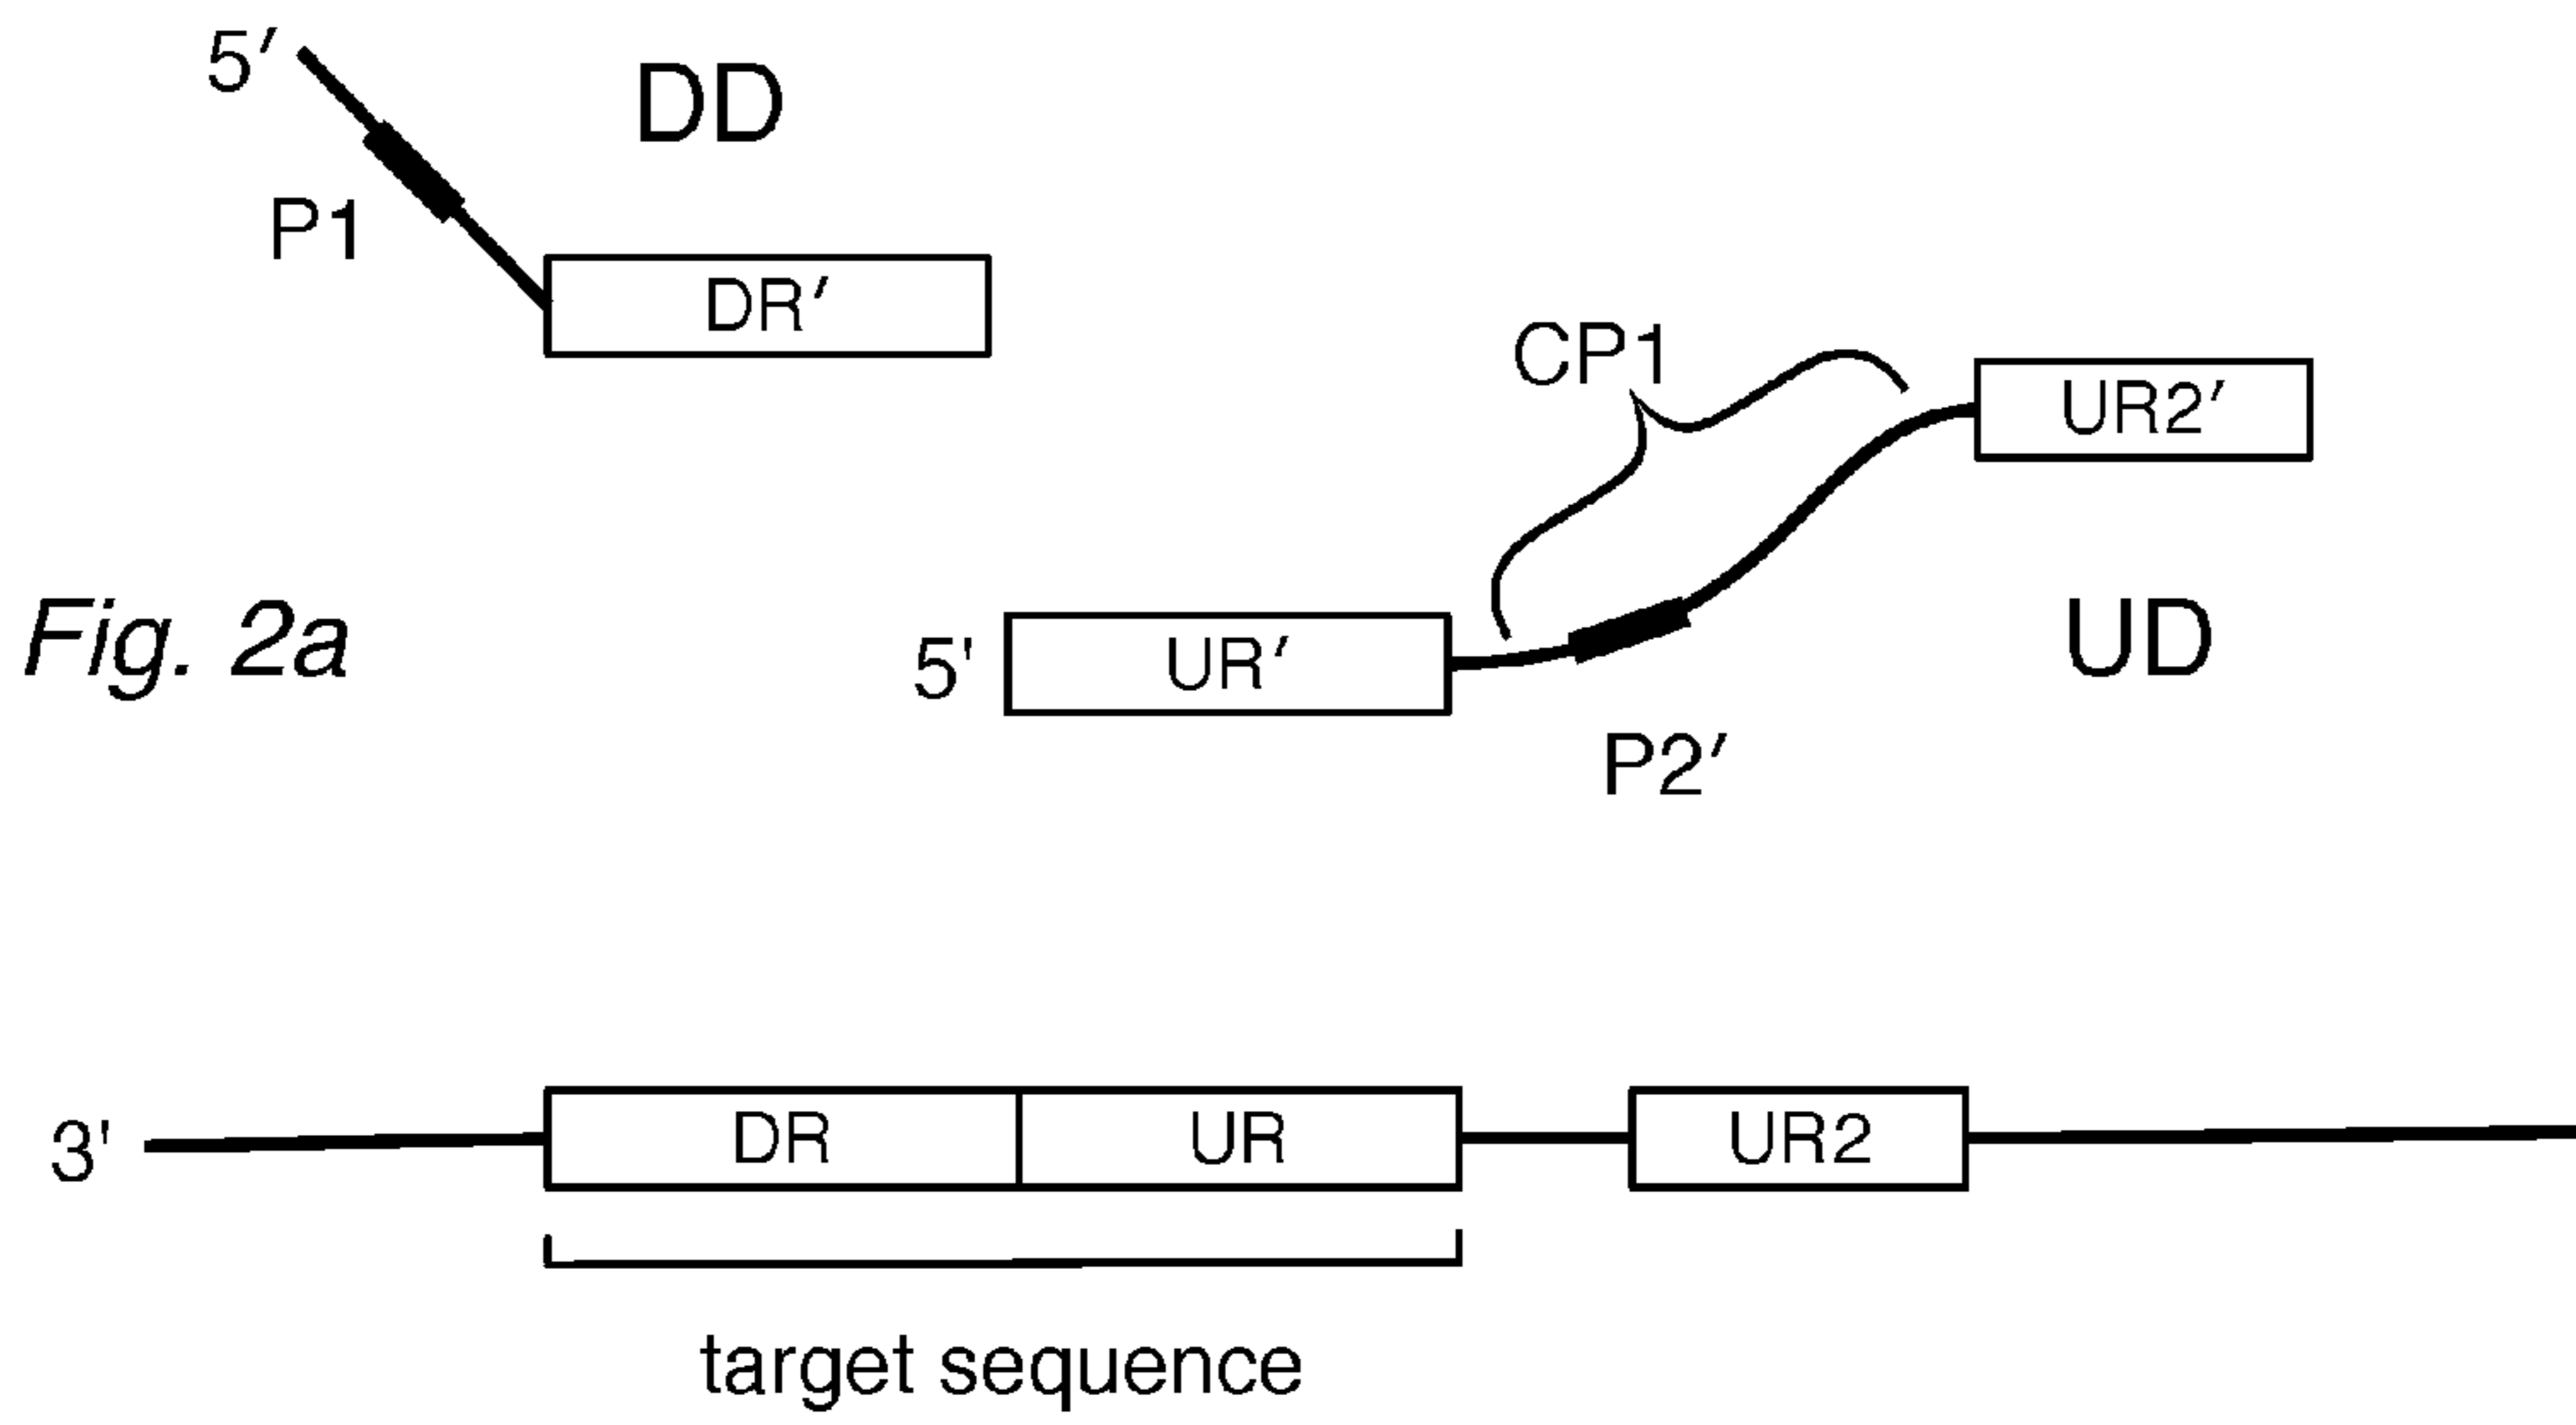 5′
DD
P1
DR′
CP1
UR2′
Fig. 2a
5'
UR′
UD
P2′
3'
DR
UR
UR2
target sequence